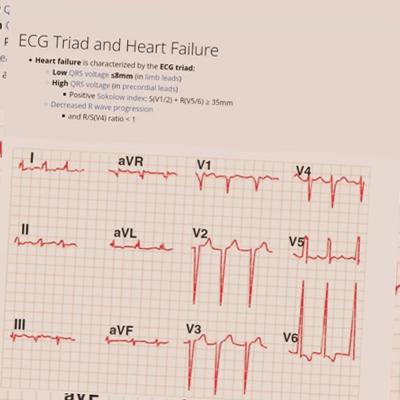 ECG Triad and Heart Failure
Heart failure is characterized by the ECG triad:
Low QRS voltage ≤8mm (in limb leads)
High QRS voltage (in precordial leads)
Positive Sokolow index: S(V1/2) + R(V5/6) ≥ 35mm
Decreased R wave progression
and R/S(V4) ratio < 1
I aVR V1 V4
II aVL V2 V5
III aVF V3 V6
aVF